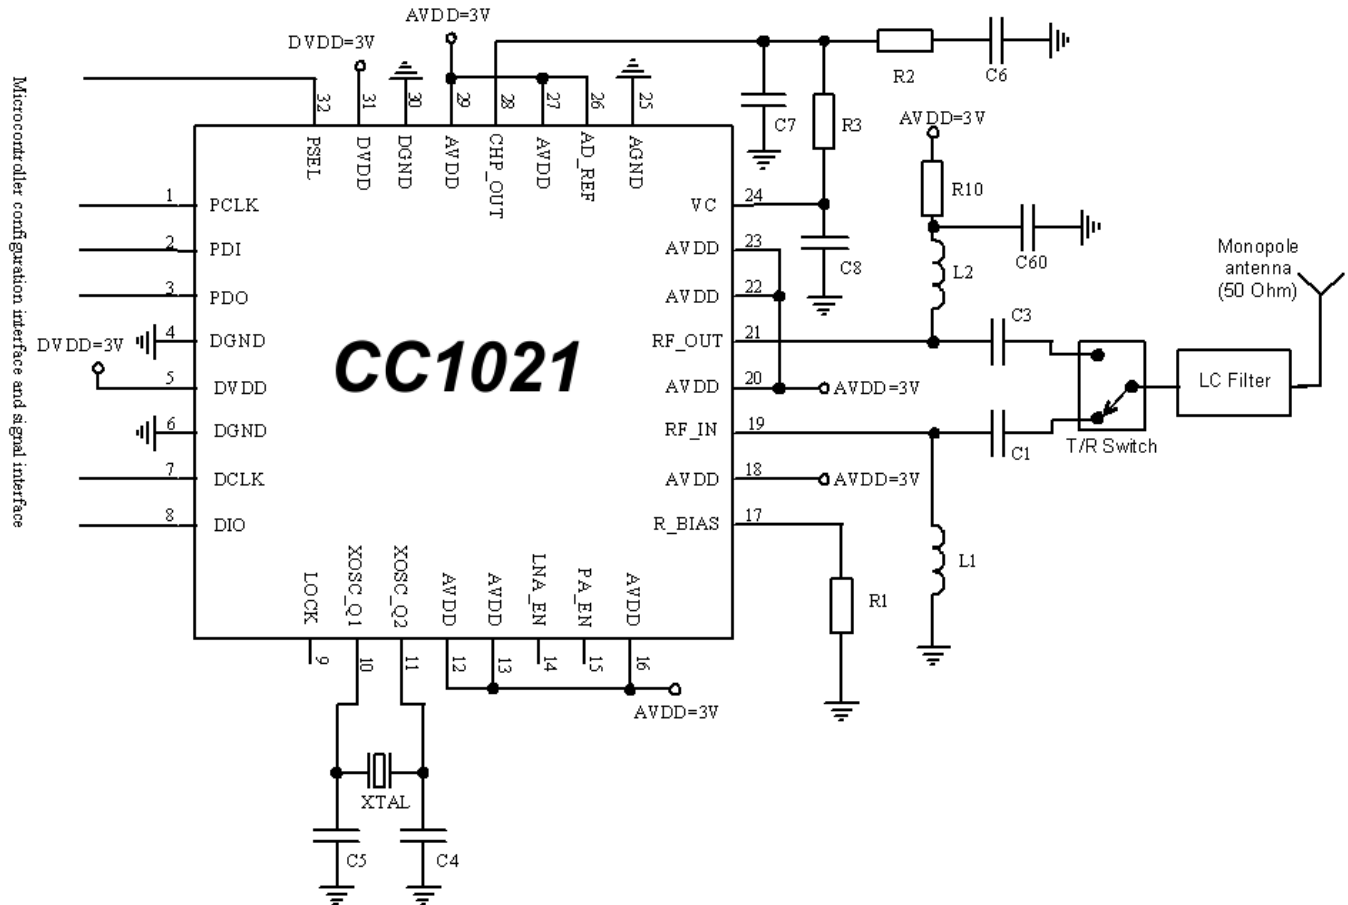 AVDD=3V
DVDD=3V
Microcontroller configuration interface and signal interface
32
31
30
29
28
27
26
25
PSEL
DVDD
DGND
AVDD
CHP_OUT
AVDD
AD_REF
AGND
C7
R3
R2
C6
AVDD=3V
R10
C60
L2
C8
Monopole
antenna
(50 Ohm)
1
PCLK
2
PDI
3
PDO
4
DGND
DVDD=3V
5
DVDD
6
DGND
7
DCLK
8
DIO
CC1021
VC
24
AVDD
23
AVDD
22
RF_OUT
21
AVDD
20
AVDD=3V
RF_IN
19
AVDD
18
AVDD=3V
R_BIAS
17
C3
C1
T/R Switch
LC Filter
L1
R1
LOCK
XOSC_Q1
XOSC_Q2
AVDD
AVDD
LNA_EN
PA_EN
AVDD
9
10
11
12
13
14
15
16
AVDD=3V
XTAL
C5
C4